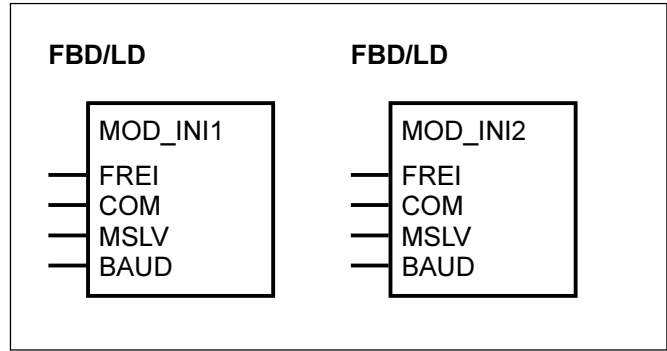 FBD/LD
MOD_INI1
FREI
COM
MSLV
BAUD
FBD/LD
MOD_INI2
FREI
COM
MSLV
BAUD